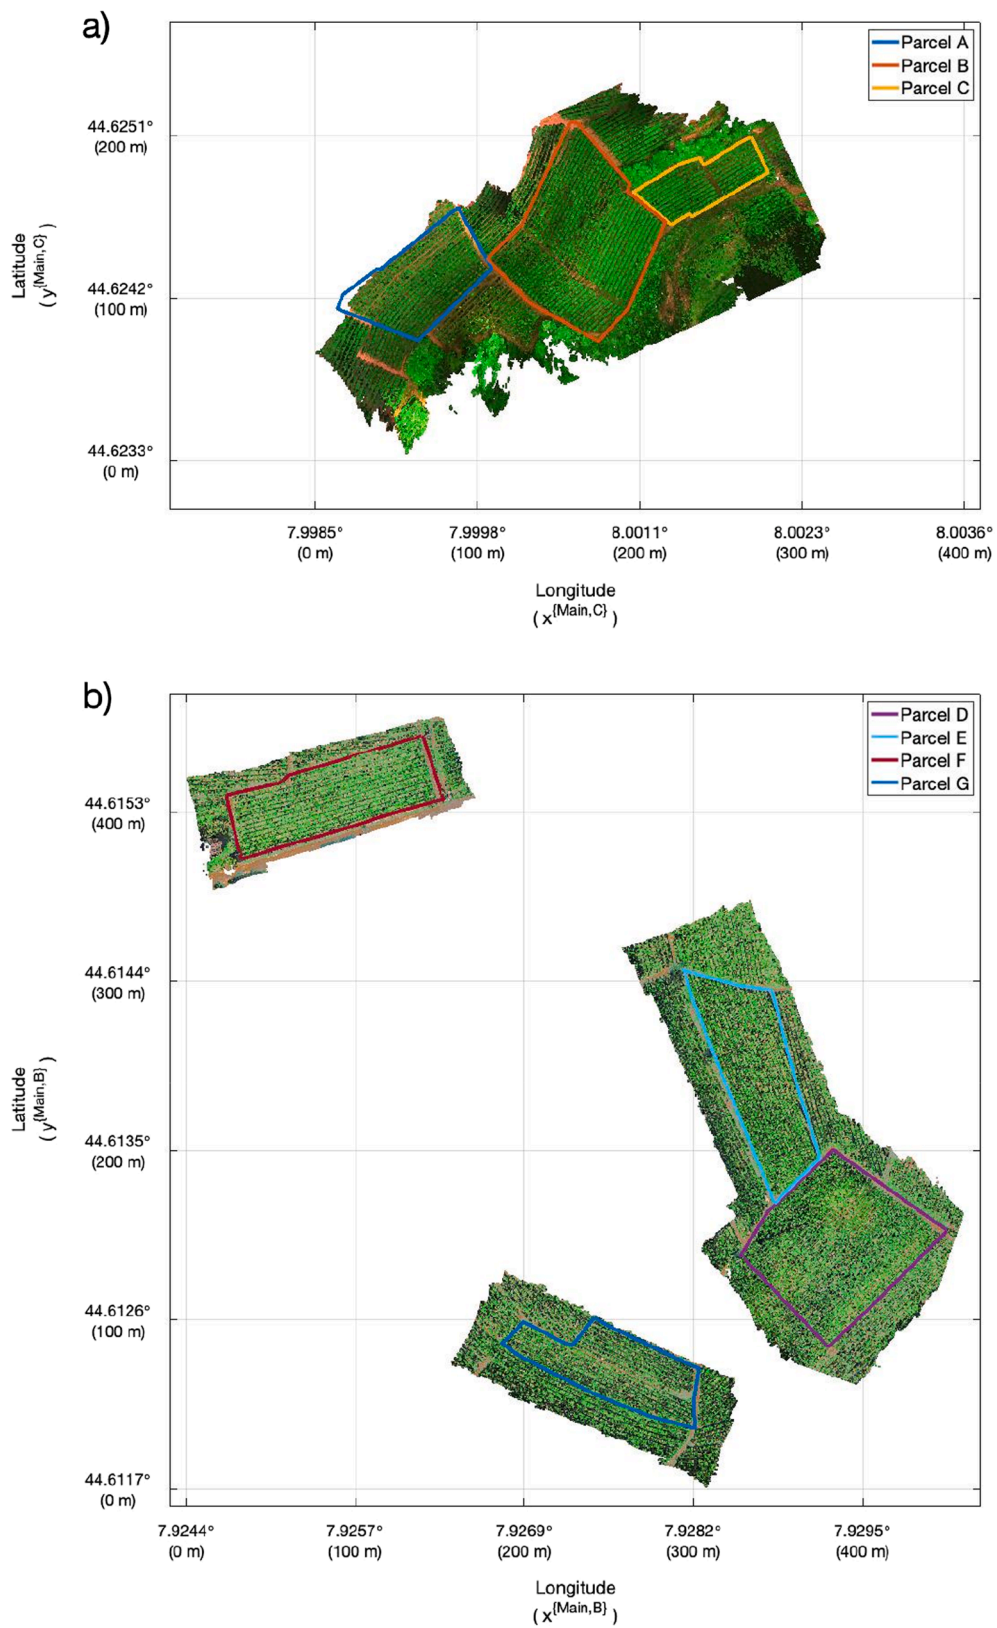 a)
Parcel A
Parcel B
Parcel C
44.6251°
(200 m)
44.6242°
(100 m)
44.6233°
(0 m)
Latitude
( y{Main,C} )
7.9985° 7.9998° 8.0011° 8.0023° 8.0036°
(0 m) (100 m) (200 m) (300 m) (400 m)
Longitude
( x{Main,C} )
b)
Parcel D
Parcel E
Parcel F
Parcel G
44.6153°
(400 m)
44.6144°
(300 m)
44.6135°
(200 m)
44.6126°
(100 m)
44.6117°
(0 m)
Latitude
( y{Main,B} )
7.9244° 7.9257° 7.9269° 7.9282° 7.9295°
(0 m) (100 m) (200 m) (300 m) (400 m)
Longitude
( x{Main,B} )